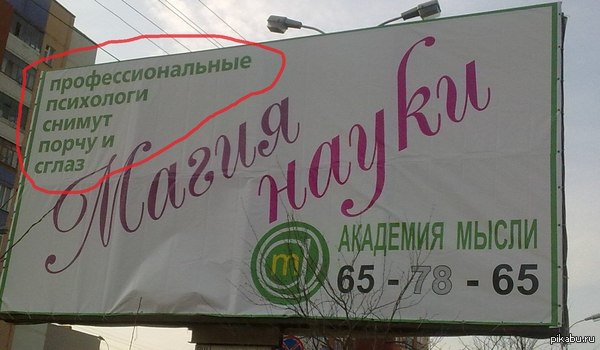 профессиональные
психологи
снимут
порчу и
сглаз
Магия
науки
m
АКАДЕМИЯ МЫСЛИ
65 - 78 - 65
pikabu.ru